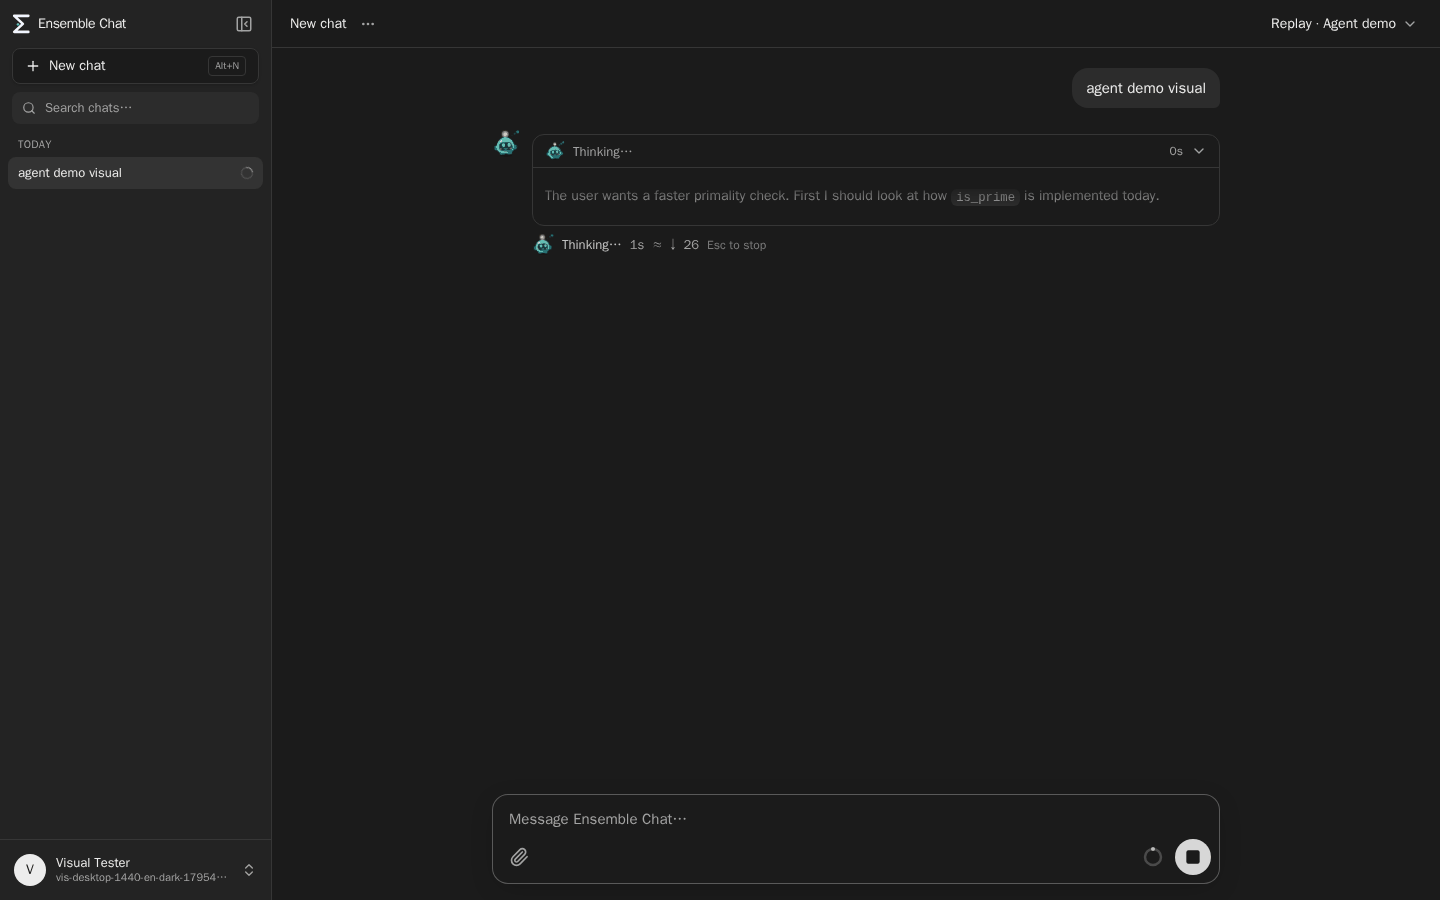 Ensemble Chat
New chat
Alt+N
Search chats…
TODAY
agent demo visual
Visual Tester
vis-desktop-1440-en-dark-17954…
V
New chat
Replay · Agent demo
agent demo visual
Thinking…
0s
The user wants a faster primality check. First I should look at how is_prime is implemented today.
Thinking… 1s ≈ ↓ 26 Esc to stop
Message Ensemble Chat…